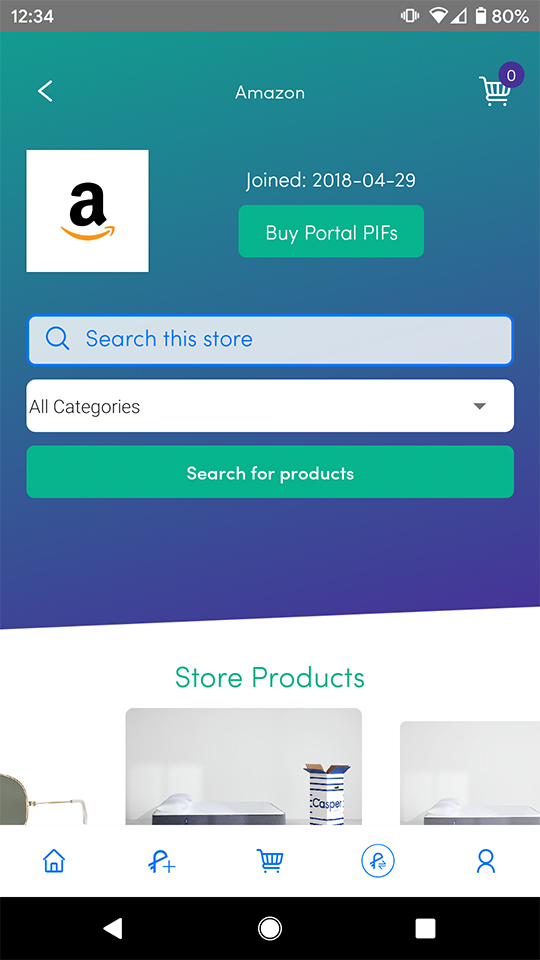 12:34
80%
Amazon
0
a
Joined: 2018-04-29
Buy Portal PIFs
Search this store
All Categories
Search for products
Store Products
Casper